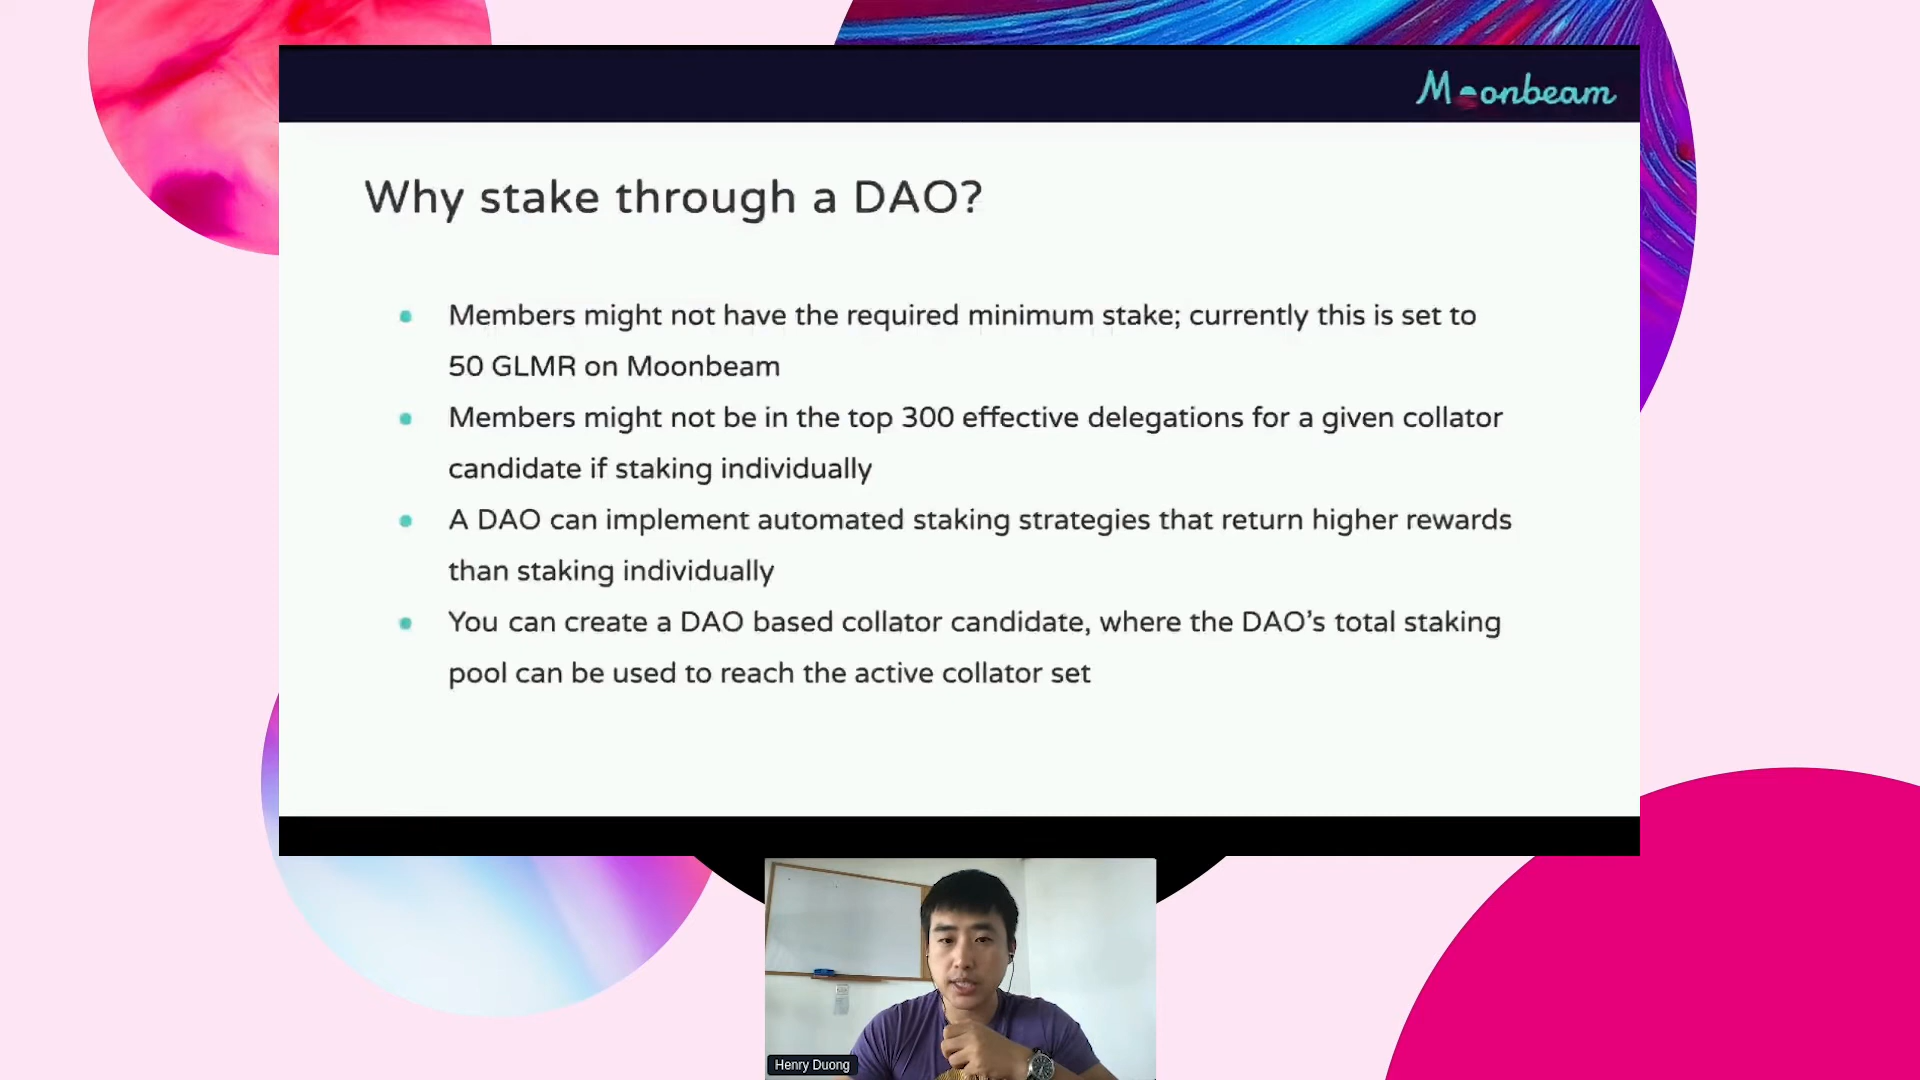 Moonbeam
Why stake through a DAO?
Members might not have the required minimum stake; currently this is set to
50 GLMR on Moonbeam
Members might not be in the top 300 effective delegations for a given collator
candidate if staking individually
A DAO can implement automated staking strategies that return higher rewards
than staking individually
You can create a DAO based collator candidate, where the DAO’s total staking
pool can be used to reach the active collator set
Henry Duong